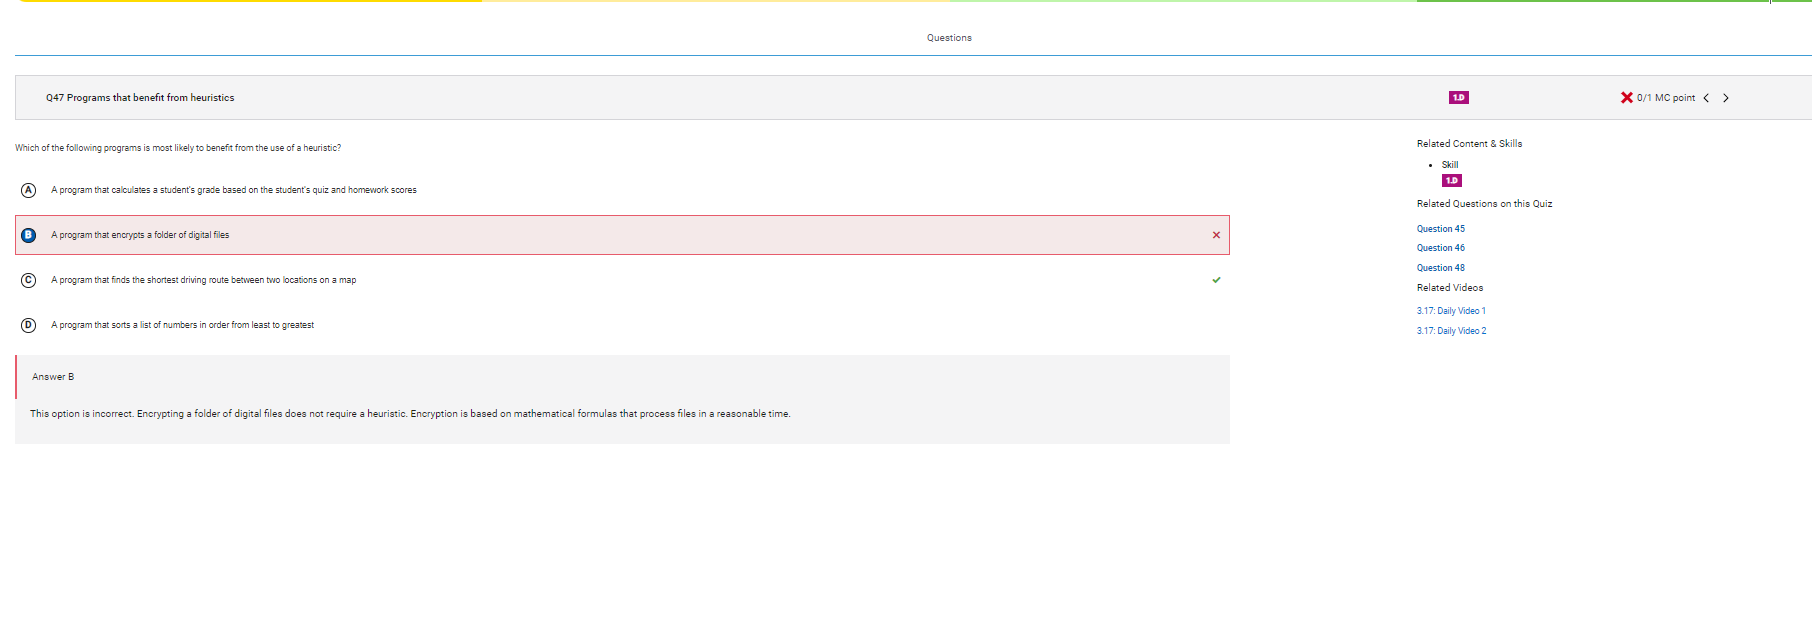 Questions
Q47 Programs that benefit from heuristics
1.D
0/1 MC point
Which of the following programs is most likely to benefit from the use of a heuristic?
A A program that calculates a student's grade based on the student's quiz and homework scores
B A program that encrypts a folder of digital files
C A program that finds the shortest driving route between two locations on a map
D A program that sorts a list of numbers in order from least to greatest
Answer B
This option is incorrect. Encrypting a folder of digital files does not require a heuristic. Encryption is based on mathematical formulas that process files in a reasonable time.
Related Content & Skills
• Skill
1.D
Related Questions on this Quiz
Question 45
Question 46
Question 48
Related Videos
3.17: Daily Video 1
3.17: Daily Video 2